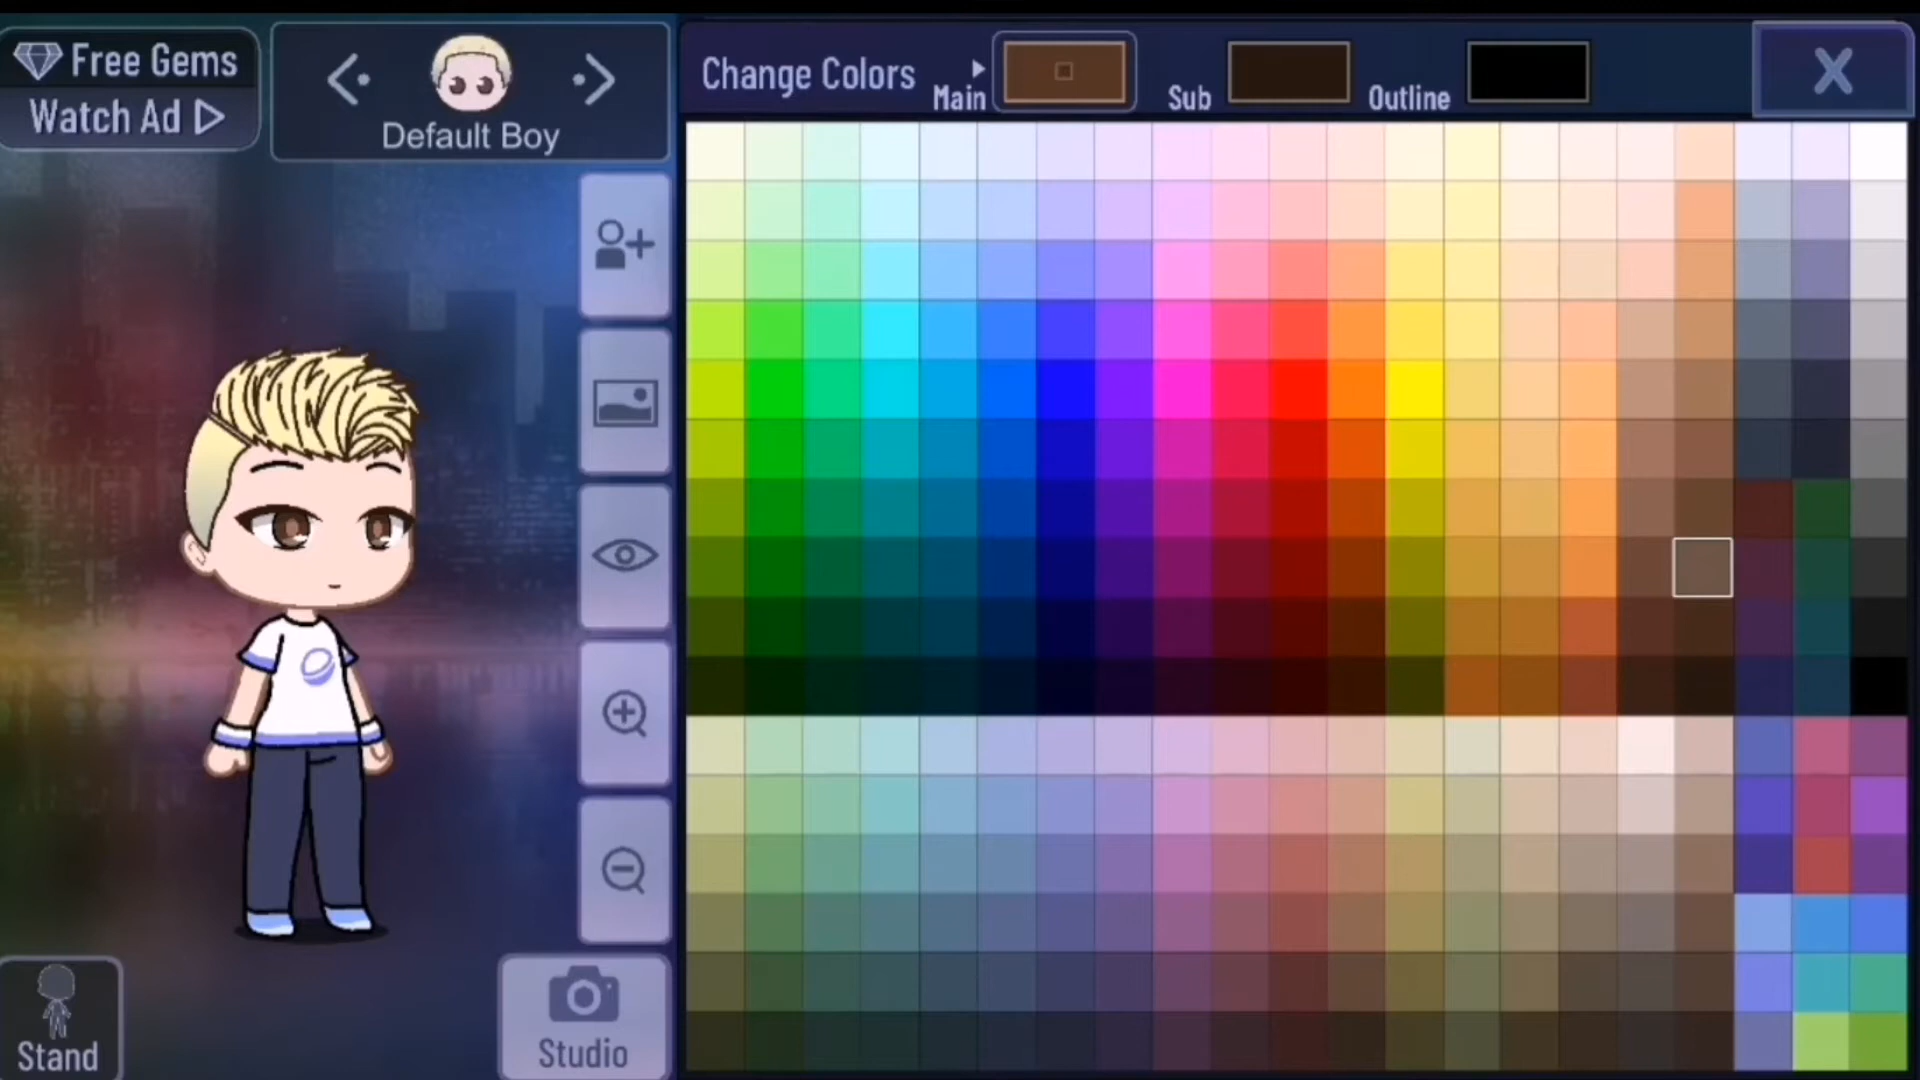 Free Gems
Watch Ad
Default Boy
Change Colors
Main
Sub
Outline
X
Stand
Studio